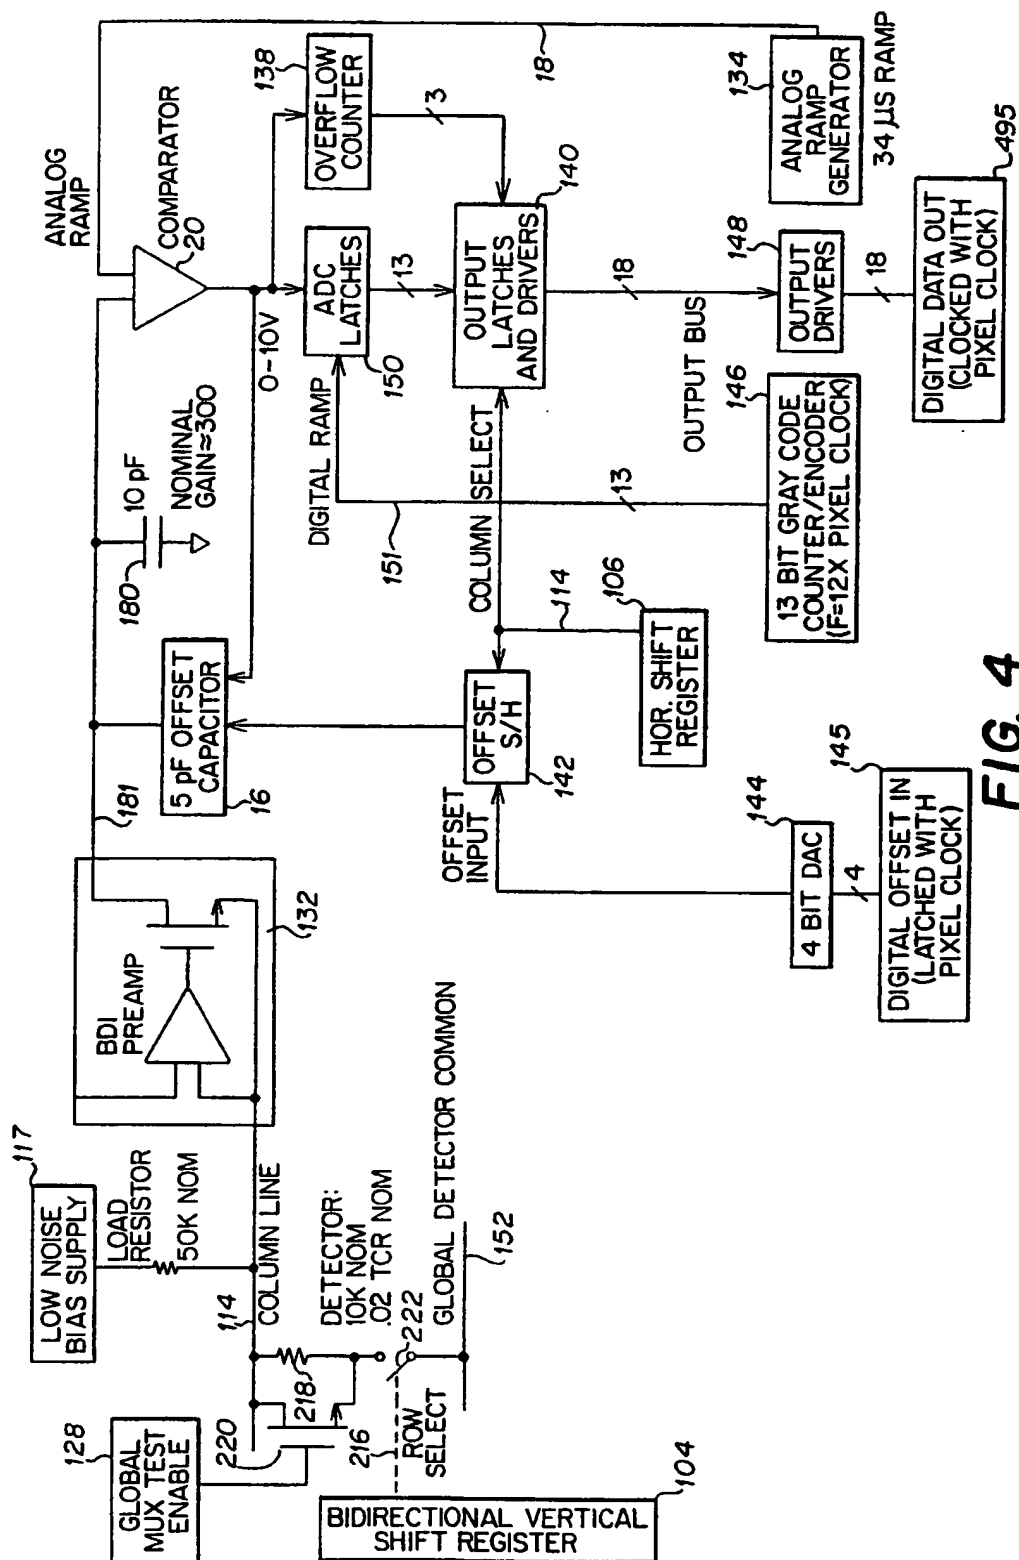 128
GLOBAL
MUX TEST
ENABLE
117
LOW NOISE
BIAS SUPPLY
LOAD
RESISTOR
50K NOM
220
114
COLUMN LINE
218
216
DETECTOR:
10K NOM
.02 TCR NOM
222
ROW
SELECT
GLOBAL DETECTOR COMMON
152
BIDIRECTIONAL VERTICAL
SHIFT REGISTER
104
BDI
PREAMP
132
181
5 pF OFFSET
CAPACITOR
16
180
10 pF
NOMINAL
GAIN≈300
ANALOG
RAMP
COMPARATOR
20
0-10V
18
138
OVERFLOW
COUNTER
3
ADC
LATCHES
150
13
DIGITAL RAMP
151
13
OUTPUT
LATCHES
AND DRIVERS
140
COLUMN SELECT
114
OFFSET
S/H
142
OFFSET
INPUT
106
HOR. SHIFT
REGISTER
18
OUTPUT BUS
148
OUTPUT
DRIVERS
18
134
ANALOG
RAMP
GENERATOR
34 µS RAMP
146
13 BIT GRAY CODE
COUNTER/ENCODER
(F=12X PIXEL CLOCK)
495
DIGITAL DATA OUT
(CLOCKED WITH
PIXEL CLOCK)
144
4 BIT DAC
4
145
DIGITAL OFFSET IN
(LATCHED WITH
PIXEL CLOCK)
FIG. 4